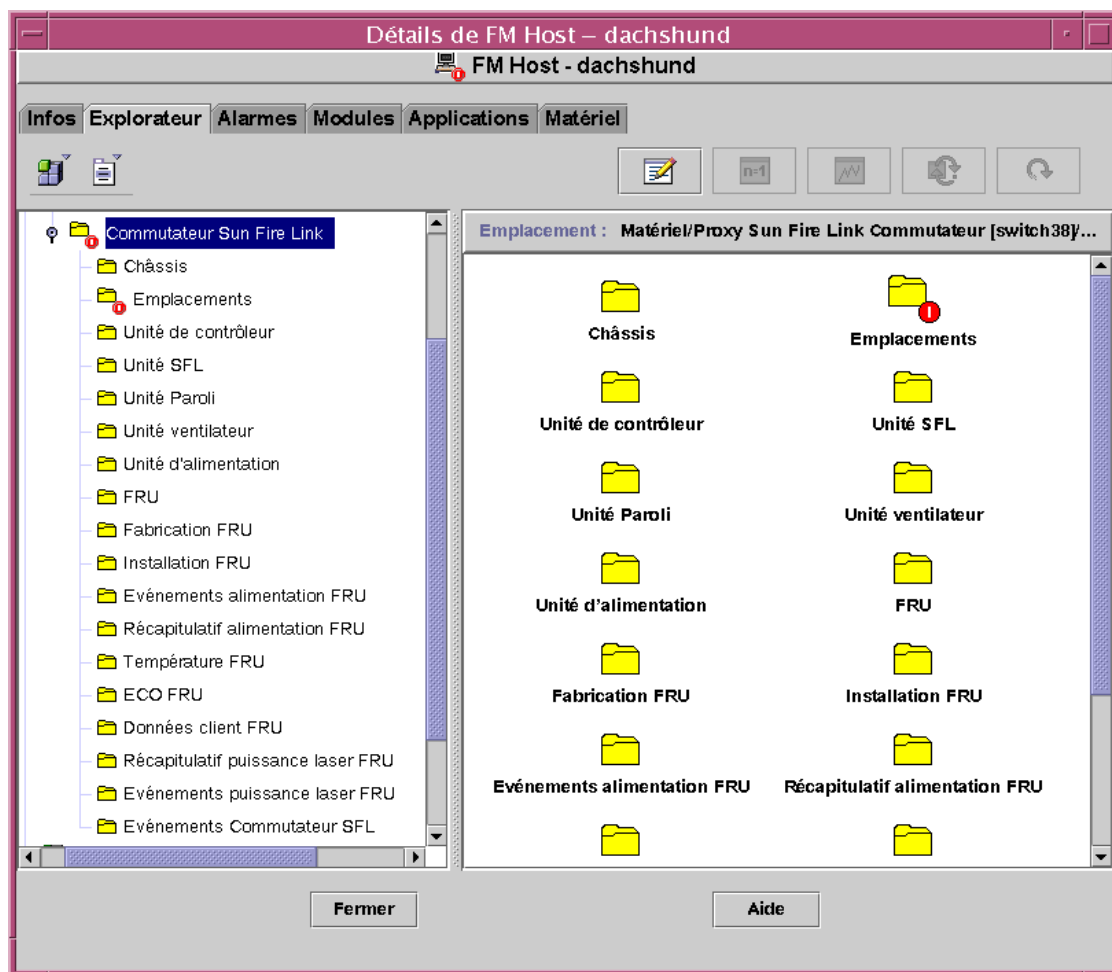 Détails de FM Host – dachshund
FM Host - dachshund
Infos Explorateur Alarmes Modules Applications Matériel
n=1
Commutateur Sun Fire Link
Châssis
Emplacements
Unité de contrôleur
Unité SFL
Unité Paroli
Unité ventilateur
Unité d'alimentation
FRU
Fabrication FRU
Installation FRU
Evénements alimentation FRU
Récapitulatif alimentation FRU
Température FRU
ECO FRU
Données client FRU
Récapitulatif puissance laser FRU
Evénements puissance laser FRU
Evénements Commutateur SFL
Emplacement : Matériel/Proxy Sun Fire Link Commutateur [switch38]/...
Châssis
Emplacements
Unité de contrôleur
Unité SFL
Unité Paroli
Unité ventilateur
Unité d'alimentation
FRU
Fabrication FRU
Installation FRU
Evénements alimentation FRU
Récapitulatif alimentation FRU
Fermer
Aide